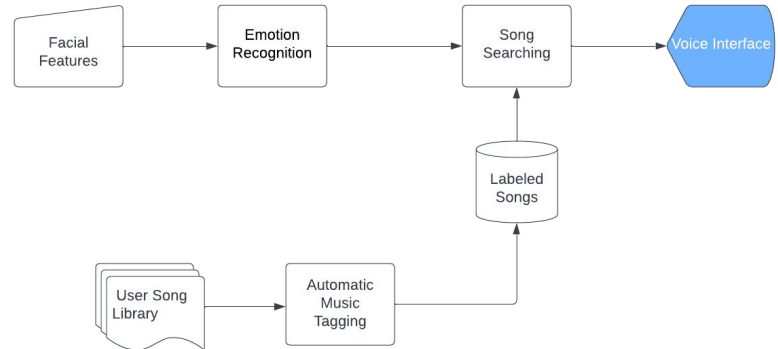 Facial
Features
Emotion
Recognition
Song
Searching
Voice Interface
Labeled
Songs
User Song
Library
Automatic
Music
Tagging